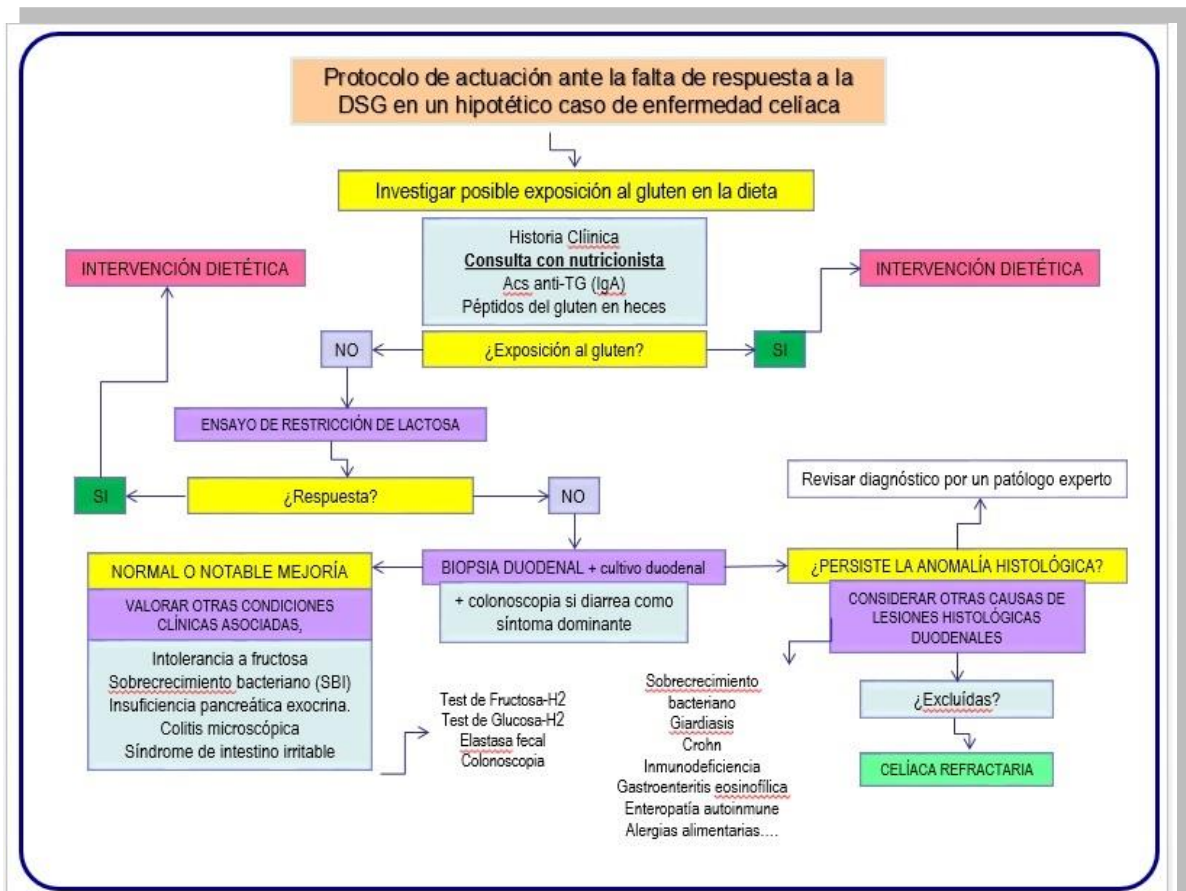 Protocolo de actuación ante la falta de respuesta a la
DSG en un hipotético caso de enfermedad celíaca
Investigar posible exposición al gluten en la dieta
Historia Clíinica
Consulta con nutricionista
Acs anti-TG (IgA)
Péptidos del gluten en heces
INTERVENCIÓN DIETÉTICA
INTERVENCIÓN DIETÉTICA
NO
¿Exposición al gluten?
SI
ENSAYO DE RESTRICCIÓN DE LACTOSA
SI
¿Respuesta?
NO
Revisar diagnóstico por un patólogo experto
NORMAL O NOTABLE MEJORÍA
VALORAR OTRAS CONDICIONES
CLÍNICAS ASOCIADAS,
Intolerancia a fructosa
Sobrecrecimiento bacteriano (SBI)
Insuficiencia pancreática exocrina.
Colitis microscópica
Síndrome de intestino irritable
BIOPSIA DUODENAL + cultivo duodenal
+ colonoscopia si diarrea como
síntoma dominante
¿PERSISTE LA ANOMALÍA HISTOLÓGICA?
CONSIDERAR OTRAS CAUSAS DE
LESIONES HISTOLÓGICAS
DUODENALES
Test de Fructosa-H2
Test de Glucosa-H2
Elastasa fecal
Colonoscopia
Sobrecrecimiento
bacteriano
Giardiasis
Crohn
Inmunodeficiencia
Gastroenteritis eosinofílica
Enteropatía autoinmune
Alergias alimentarias....
¿Excluídas?
CELÍACA REFRACTARIA